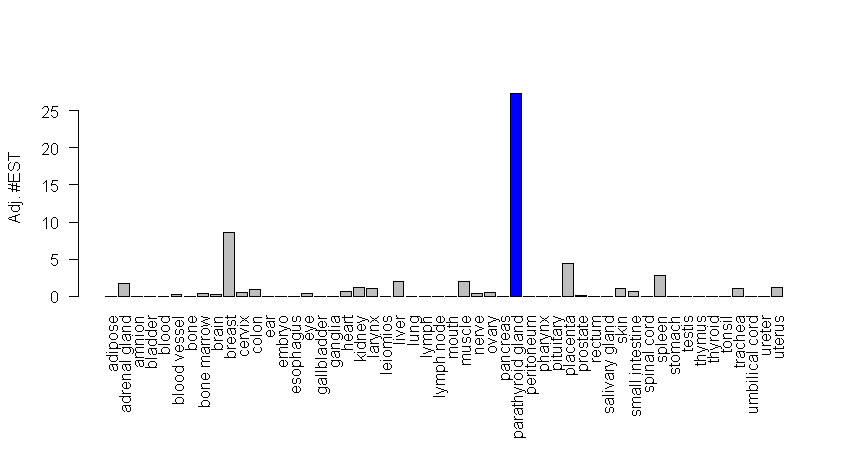 Adj. #EST
25
20
15
10
5
0
adipose
adrenal gland
amnion
bladder
blood
blood vessel
bone
bone marrow
brain
breast
cervix
colon
ear
embryo
esophagus
eye
gallbladder
ganglia
heart
kidney
larynx
leiomios
liver
lung
lymph
lymph node
mouth
muscle
nerve
ovary
pancreas
parathyroid gland
peritoneum
pharynx
pituitary
placenta
prostate
rectum
salivary gland
skin
small intestine
spinal cord
spleen
stomach
testis
thymus
thyroid
tonsil
trachea
umbilical cord
ureter
uterus